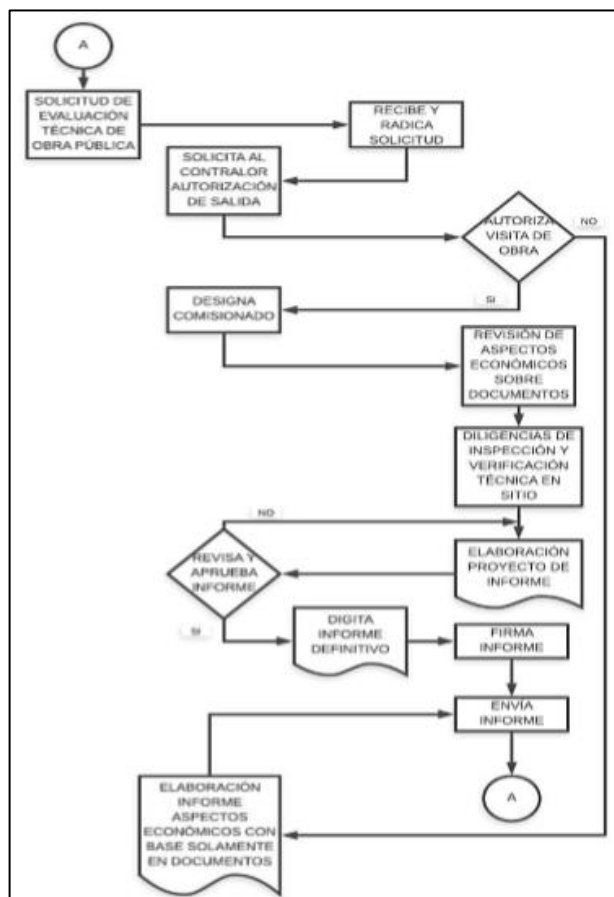 A
SOLICITUD DE
EVALUACIÓN
TÉCNICA DE
OBRA PÚBLICA
RECIBE Y
RADICA
SOLICITUD
SOLICITA AL
CONTRALOR
AUTORIZACIÓN
DE SALIDA
AUTORIZA
VISITA DE
OBRA
NO
SI
DESIGNA
COMISIONADO
REVISIÓN DE
ASPECTOS
ECONÓMICOS
SOBRE
DOCUMENTOS
DILIGENCIAS DE
INSPECCIÓN Y
VERIFICACIÓN
TÉCNICA EN
SITIO
NO
ELABORACIÓN
PROYECTO DE
INFORME
REVISA Y
APRUEBA
INFORME
SI
DIGITA
INFORME
DEFINITIVO
FIRMA
INFORME
ENVÍA
INFORME
A
ELABORACIÓN
INFORME
ASPECTOS
ECONÓMICOS CON
BASE SOLAMENTE
EN DOCUMENTOS